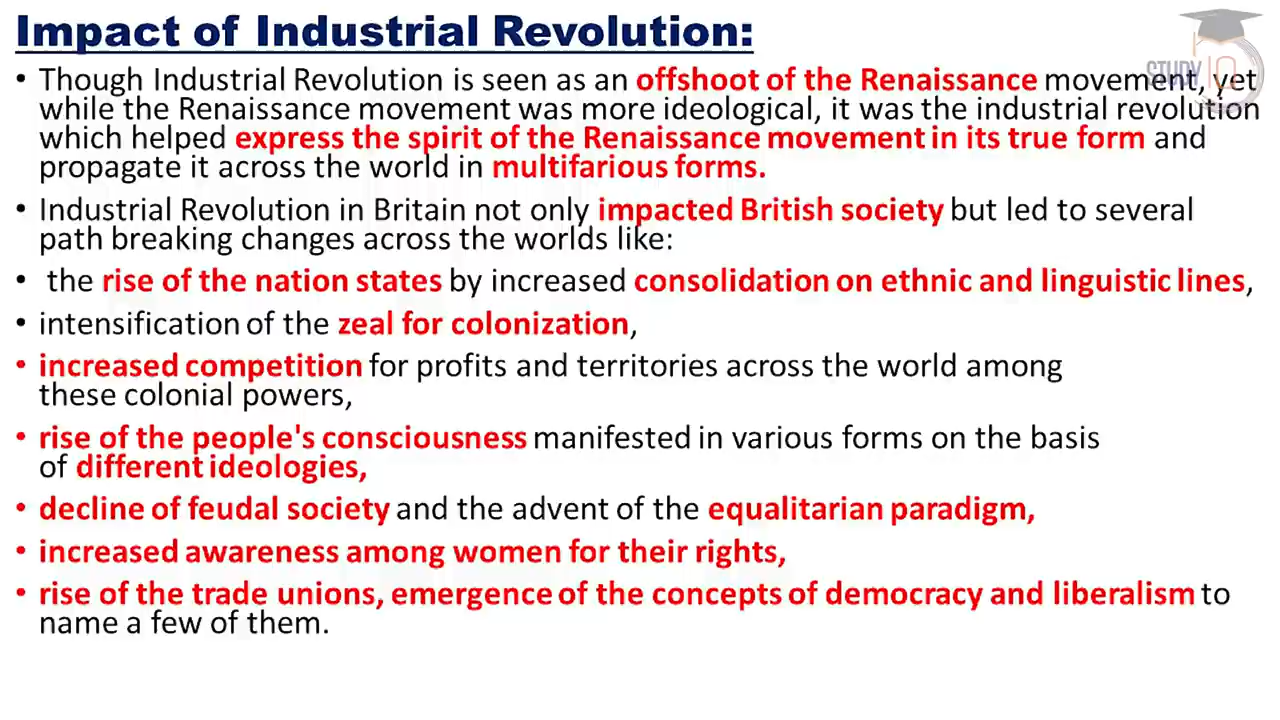 Impact of Industrial Revolution:
• Though Industrial Revolution is seen as an offshoot of the Renaissance movement, yet
while the Renaissance movement was more ideological, it was the industrial revolution
which helped express the spirit of the Renaissance movement in its true form and
propagate it across the world in multifarious forms.
• Industrial Revolution in Britain not only impacted British society but led to several
path breaking changes across the worlds like:
• the rise of the nation states by increased consolidation on ethnic and linguistic lines,
• intensification of the zeal for colonization,
• increased competition for profits and territories across the world among
these colonial powers,
• rise of the people's consciousness manifested in various forms on the basis
of different ideologies,
• decline of feudal society and the advent of the equalitarian paradigm,
• increased awareness among women for their rights,
• rise of the trade unions, emergence of the concepts of democracy and liberalism to
name a few of them.
STUDY IQ